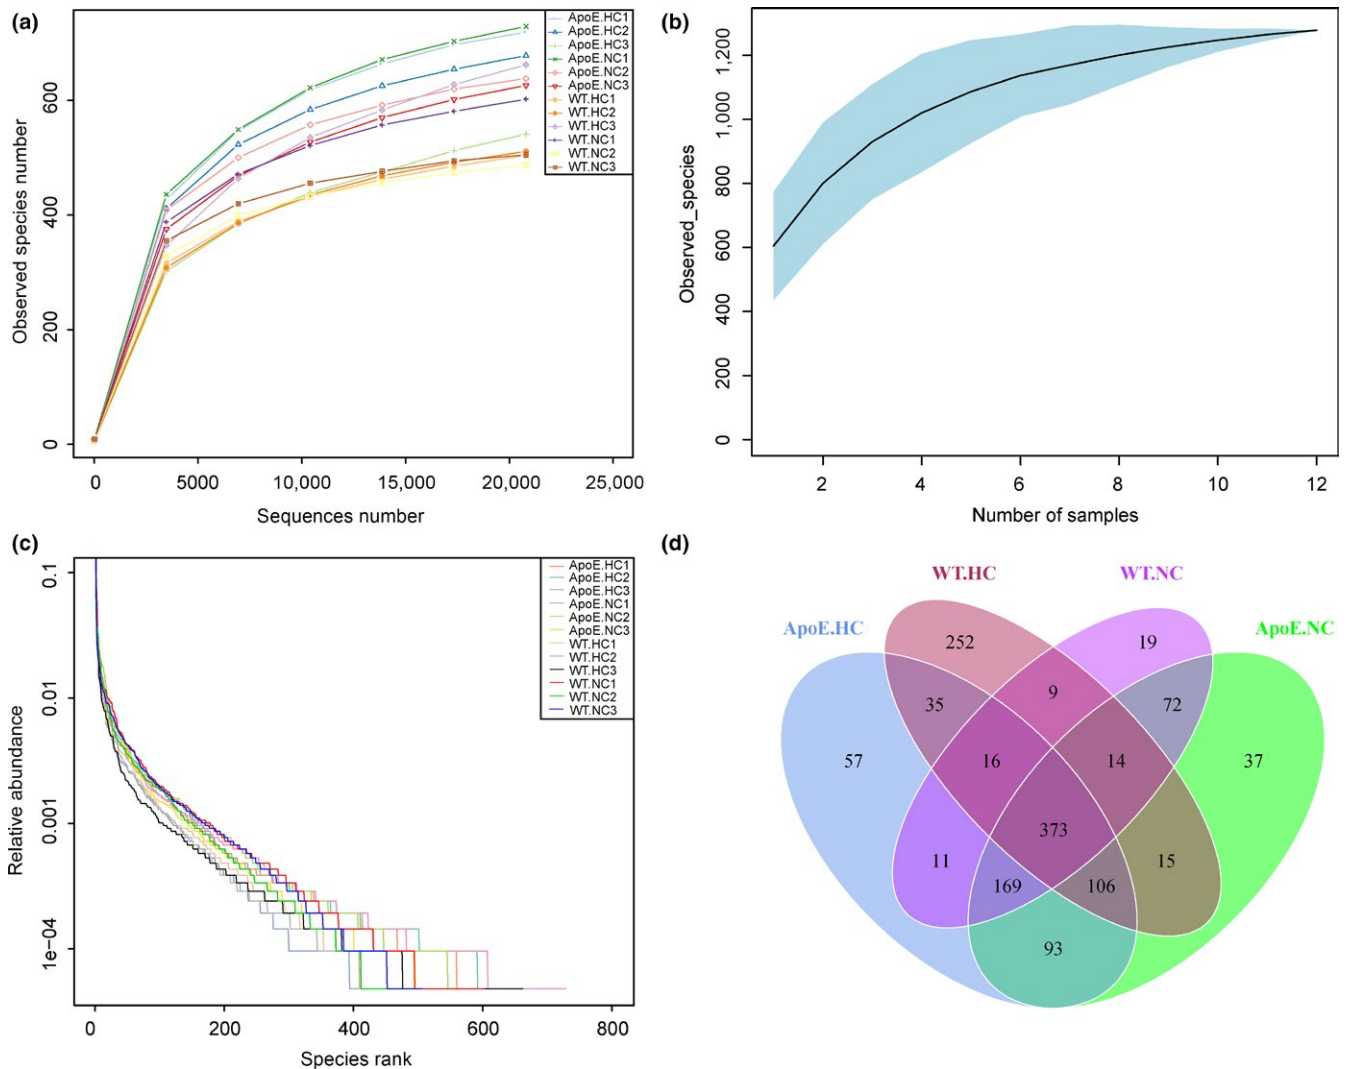 (a)
Observed species number
600
400
200
0
0 5000 10,000 15,000 20,000 25,000
Sequences number
ApoE.HC1
ApoE.HC2
ApoE.HC3
ApoE.NC1
ApoE.NC2
ApoE.NC3
WT.HC1
WT.HC2
WT.HC3
WT.NC1
WT.NC2
WT.NC3
(b)
Observed_species
1,200
1,000
800
600
400
200
0
2 4 6 8 10 12
Number of samples
(c)
Relative abundance
0.1
0.01
0.001
1e−04
0 200 400 600 800
Species rank
ApoE.HC1
ApoE.HC2
ApoE.HC3
ApoE.NC1
ApoE.NC2
ApoE.NC3
WT.HC1
WT.HC2
WT.HC3
WT.NC1
WT.NC2
WT.NC3
(d)
WT.HC WT.NC
ApoE.HC ApoE.NC
252 19
35 9 72
57 16 14 37
373
11 169 106 15
93